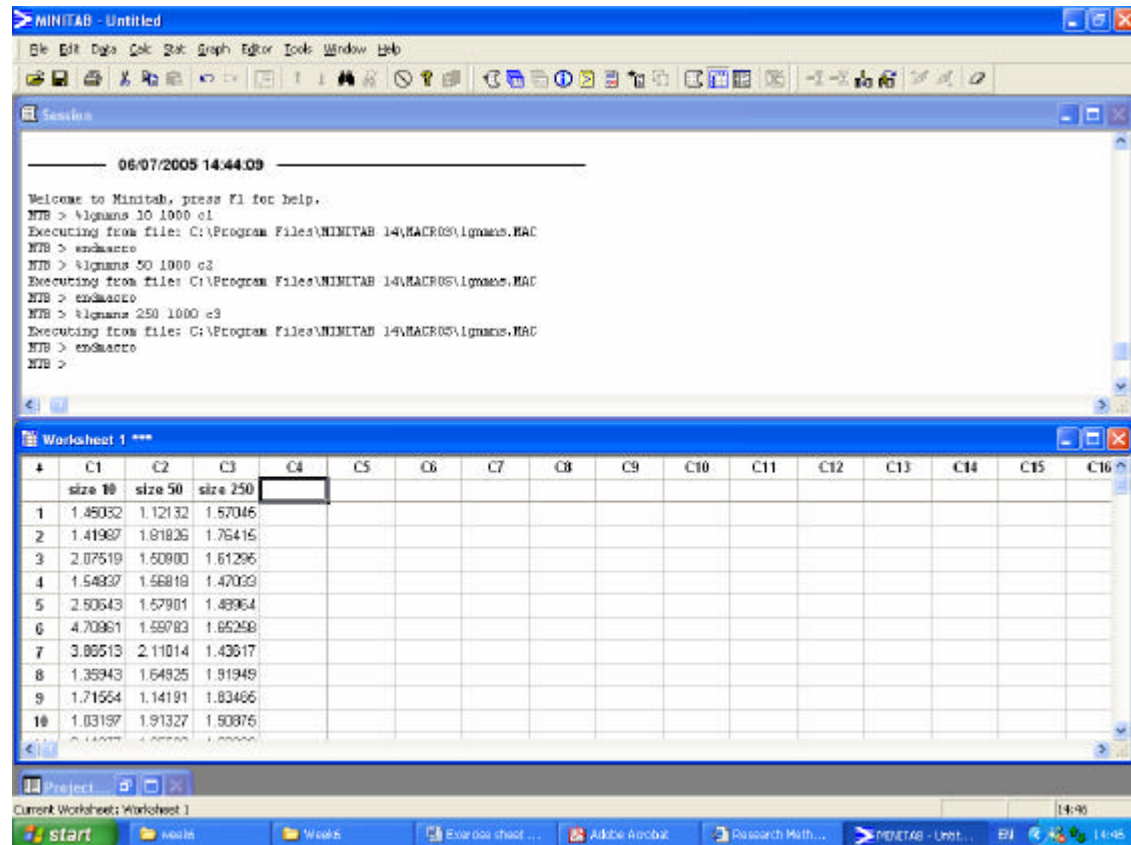 MINITAB - Untitled
File Edit Data Calc Stat Graph Editor Tools Window Help
Session
06/07/2005 14:44:09
Welcome to Minitab, press F1 for help.
MTB > %lgnmns 10 1000 c1
Executing from file: C:\Program Files\MINITAB 14\MACROS\lgnmns.MAC
MTB > endmacro
MTB > %lgnmns 50 1000 c2
Executing from file: C:\Program Files\MINITAB 14\MACROS\lgnmns.MAC
MTB > endmacro
MTB > %lgnmns 250 1000 c3
Executing from file: C:\Program Files\MINITAB 14\MACROS\lgnmns.MAC
MTB > endmacro
MTB >
Worksheet 1 ***
C1 C2 C3 C4 C5 C6 C7 C8 C9 C10 C11 C12 C13 C14 C15 C16
size 10 size 50 size 250
1 1.12132 1.57046
2 1.41987 1.81826 1.76415
3 2.07519 1.50900 1.61296
4 1.54837 1.56818 1.47033
5 2.50643 1.57901 1.48964
6 4.70861 1.59783 1.65258
7 3.86513 2.11014 1.43617
8 1.35943 1.64925 1.91949
9 1.71554 1.14191 1.83466
10 1.03197 1.91327 1.50876
Project...
Current Worksheet: Worksheet 1
14:46
start week6 Week6 Exercise sheet ... Adobe Acrobat Research Meth... MINITAB - Untit... EN 14:46